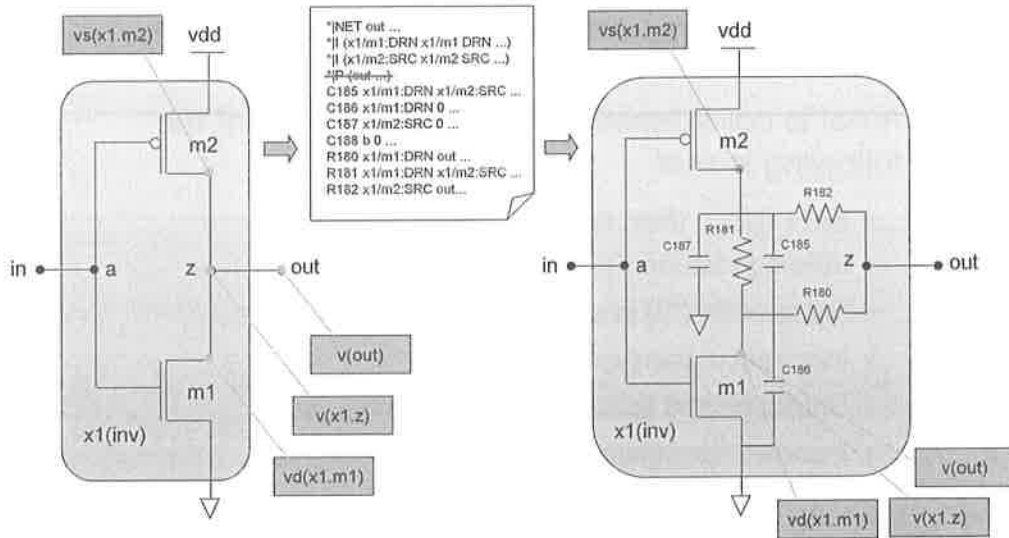 vs(x1.m2)
vdd
m2
in
a
z
out
m1
x1(inv)
v(out)
v(x1.z)
vd(x1.m1)
*|NET out ...
*|I (x1/m1:DRN x1/m1 DRN ...)
*|I (x1/m2:SRC x1/m2 SRC ...)
*|P (out ...)
C185 x1/m1:DRN x1/m2:SRC ...
C186 x1/m1:DRN 0 ...
C187 x1/m2:SRC 0 ...
C188 b 0 ...
R180 x1/m1:DRN out ...
R181 x1/m1:DRN x1/m2:SRC ...
R182 x1/m2:SRC out...
vs(x1.m2)
vdd
m2
R182
R181
C187
C185
in
a
z
out
R180
m1
C186
x1(inv)
v(out)
vd(x1.m1)
v(x1.z)